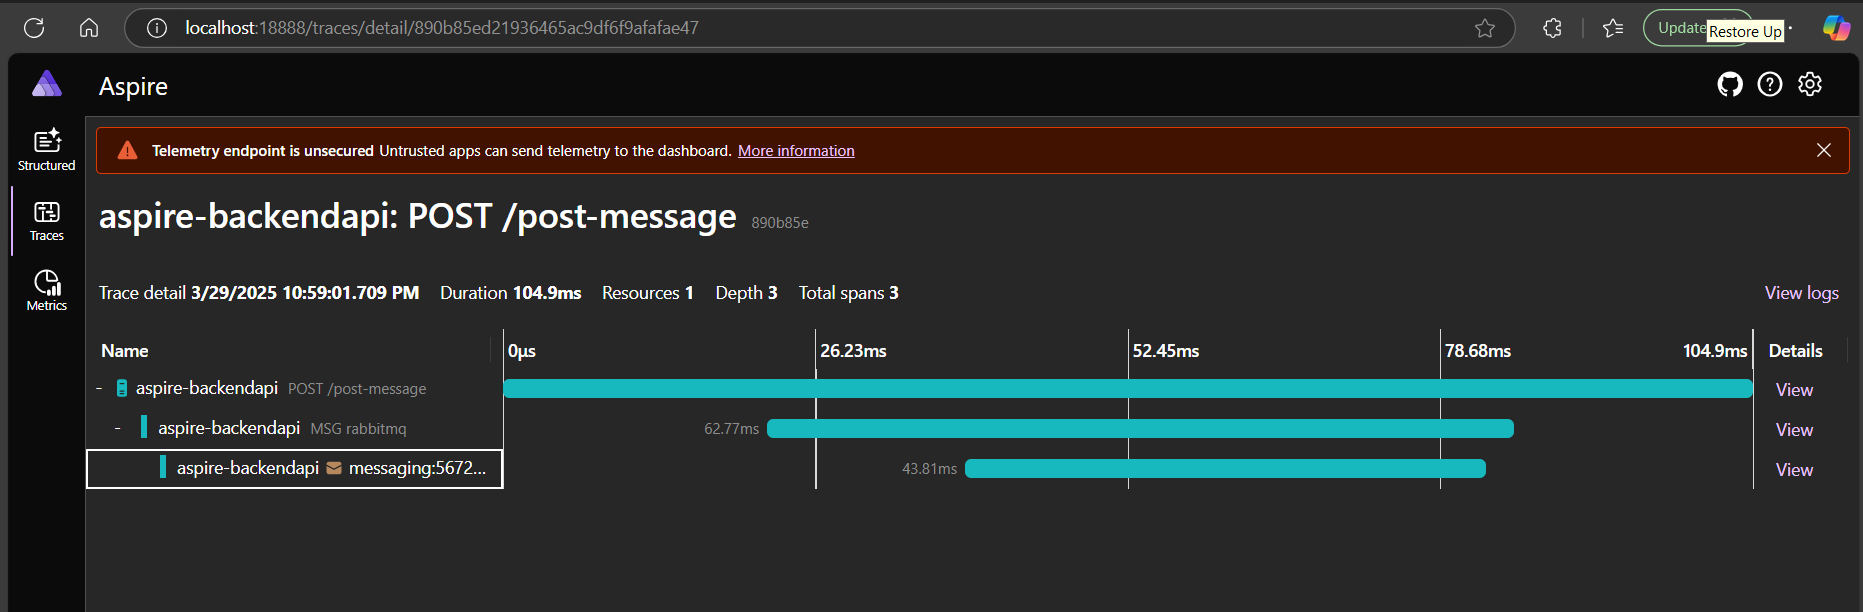 localhost:18888/traces/detail/890b85ed21936465ac9df6f9afafae47
Update
Restore Up
Aspire
Structured
Traces
Metrics
Telemetry endpoint is unsecured Untrusted apps can send telemetry to the dashboard. More information
aspire-backendapi: POST /post-message 890b85e
Trace detail 3/29/2025 10:59:01.709 PM Duration 104.9ms Resources 1 Depth 3 Total spans 3 View logs
Name 0µs 26.23ms 52.45ms 78.68ms 104.9ms Details
- aspire-backendapi POST /post-message View
- aspire-backendapi MSG rabbitmq 62.77ms View
aspire-backendapi messaging:5672... 43.81ms View